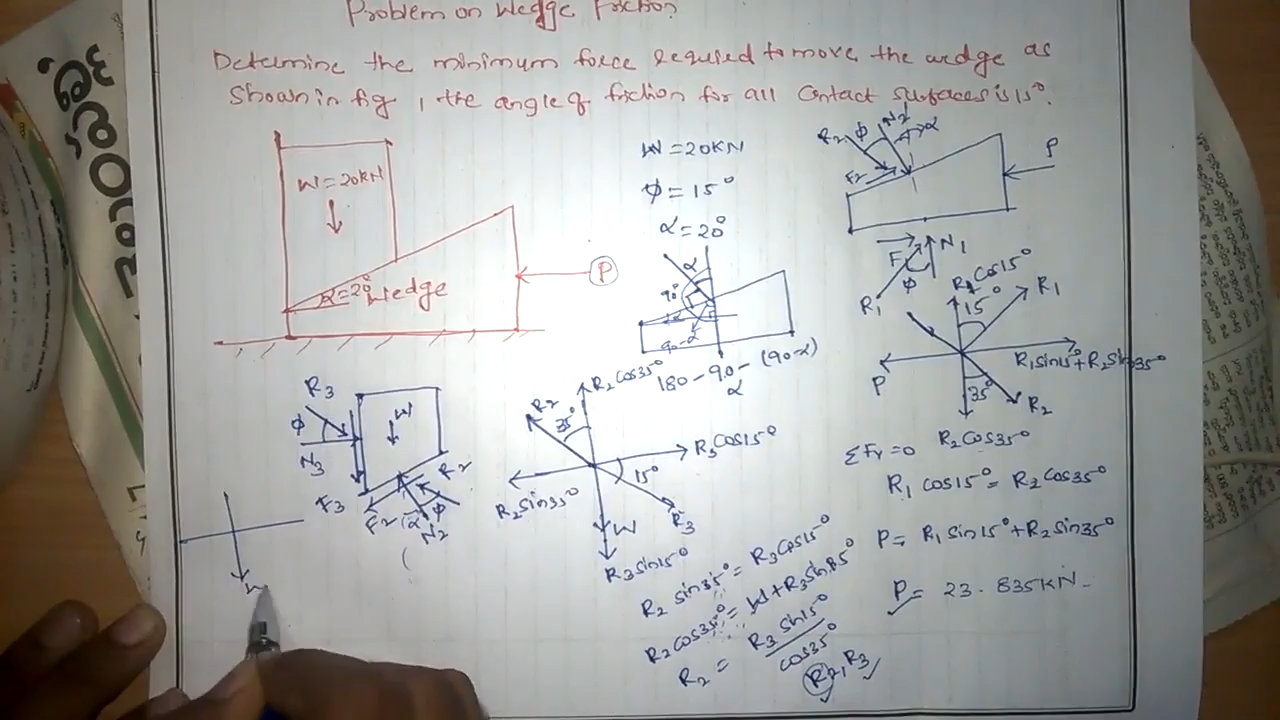 Problem on Wedge Friction
Determine the minimum force required to move the wedge as
Shown in fig, the angle of friction for all Contact surfaces is 15°.
W=20KN
α=20°
Wedge
P
W=20KN
ϕ=15°
α=20°
α
90°
90-α
180-90-(90-α)
α
R2 ϕ N2
α
F2
P
F N1
R1 ϕ
R1 Cos15°
15° R1
R1 Sin15°+R2 Sin35°
P
35° R2
R2 Cos35°
R3
ϕ
N3
F3
W
R2
F2 α ϕ
N2
R2 Cos35°
R2
35°
R3 Cos15°
15°
R2 Sin35°
R3
W
R3 Sin15°
ΣFY=0
R1 Cos15°=R2 Cos35°
P= R1 Sin15°+R2 Sin35°
P= 23.835KN
R2 Sin35°=R3 Cos15°
R2 Cos35°=W+R3 Sin15°
R2 = R3 Sin15°
Cos35°
R2, R3
W